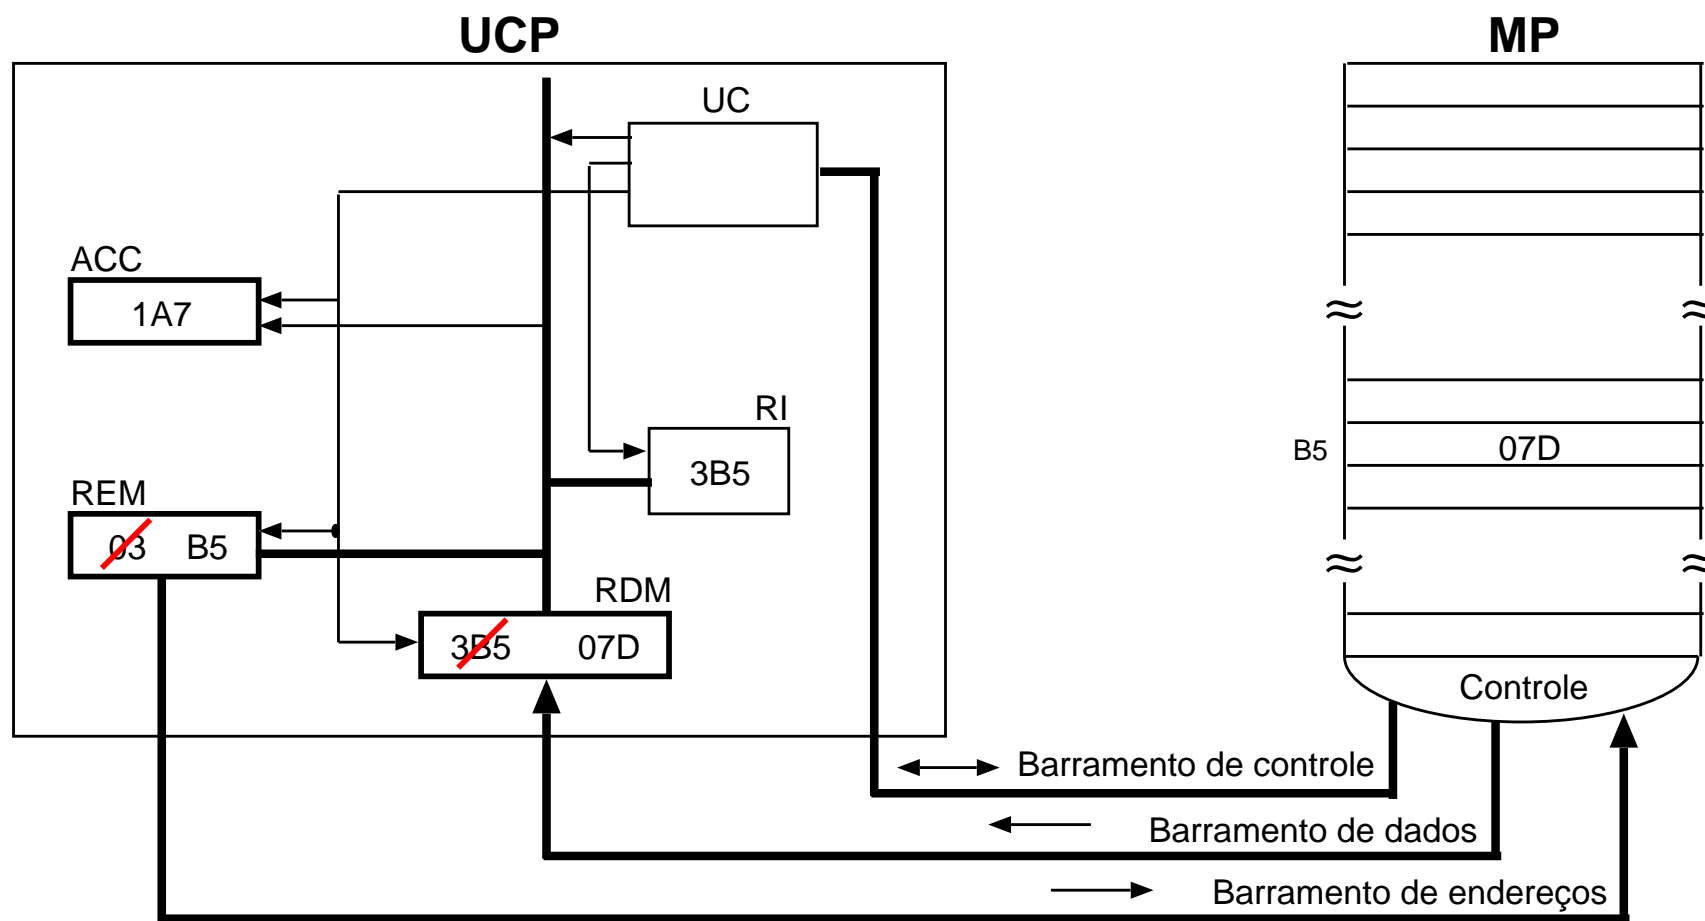 UCP
MP
UC
ACC
1A7
RI
3B5
B5
07D
REM
03 B5
RDM
3B5 07D
Controle
Barramento de controle
Barramento de dados
Barramento de endereços